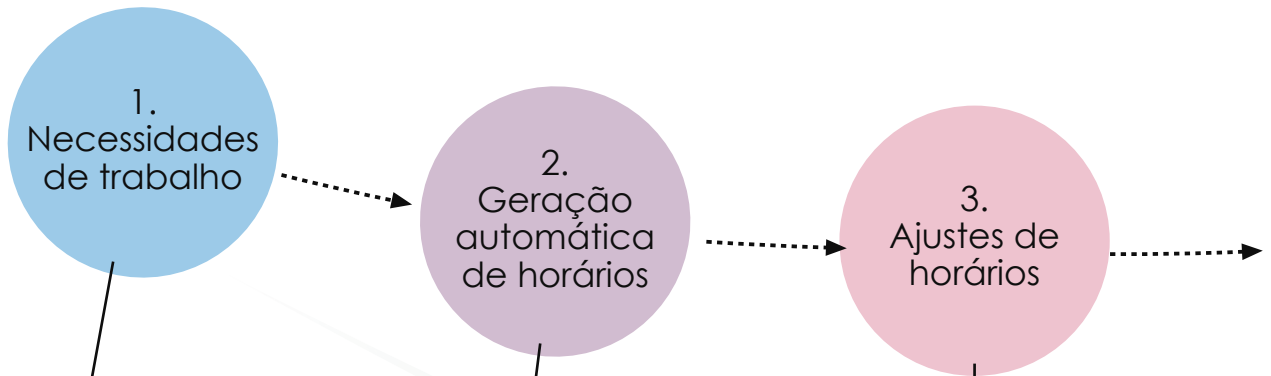 1.
Necessidades
de trabalho
2.
Geração
automática
de horários
3.
Ajustes de
horários